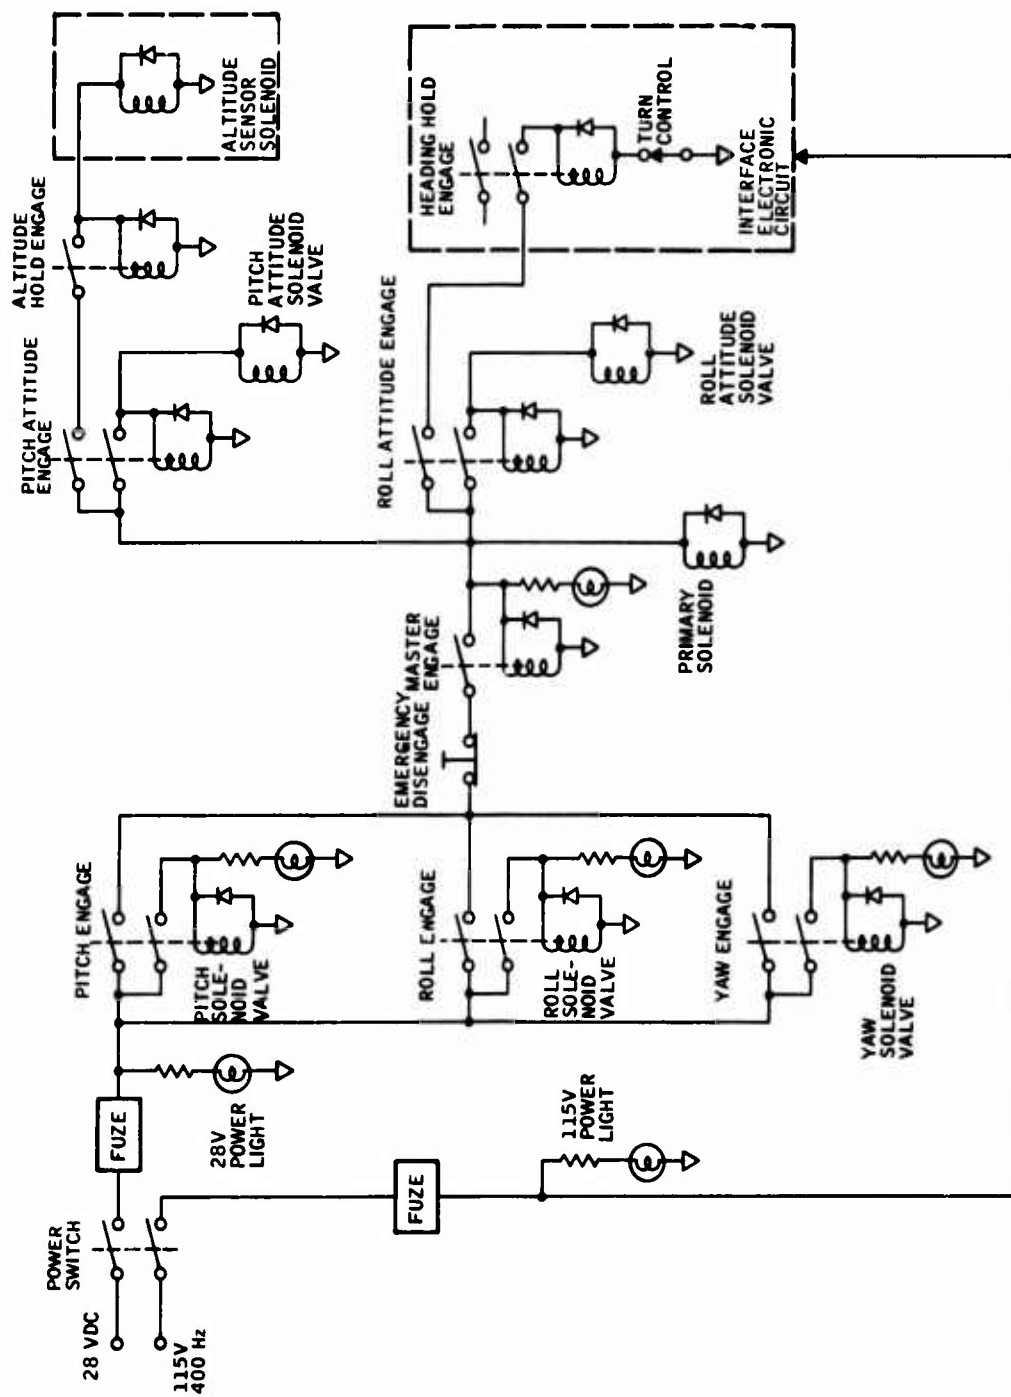 28 VDC
115V
400 Hz
POWER
SWITCH
FUZE
28V
POWER
LIGHT
FUZE
115V
POWER
LIGHT
PITCH ENGAGE
PITCH
SOLE-
NOID
VALVE
ROLL ENGAGE
ROLL
SOLE-
NOID
VALVE
YAW ENGAGE
YAW
SOLENOID
VALVE
EMERGENCY
DISENGAGE
MASTER
ENGAGE
PRIMARY
SOLENOID
PITCH ATTITUDE
ENGAGE
PITCH
ATTITUDE
SOLENOID
VALVE
ALTITUDE
HOLD ENGAGE
ALTITUDE
SENSOR
SOLENOID
ROLL ATTITUDE ENGAGE
ROLL
ATTITUDE
SOLENOID
VALVE
HEADING HOLD
ENGAGE
TURN
CONTROL
INTERFACE
ELECTRONIC
CIRCUIT